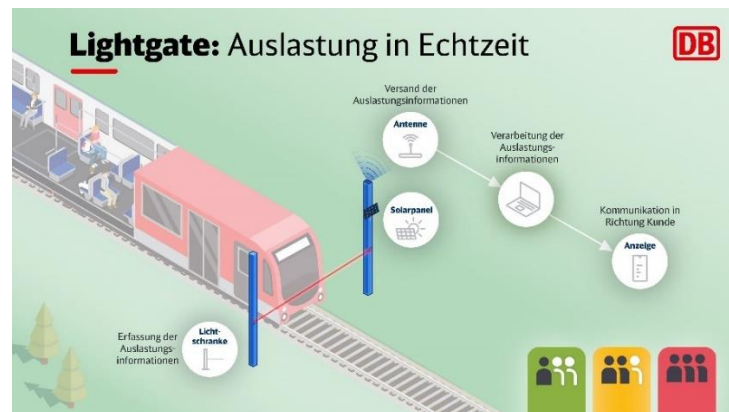 Lightgate: Auslastung in Echtzeit
DB
Versand der
Auslastungsinformationen
Antenne
Verarbeitung der
Auslastungs-
informationen
Solarpanel
Kommunikation in
Richtung Kunde
Anzeige
Erfassung der
Auslastungs-
informationen
Licht-
schranke